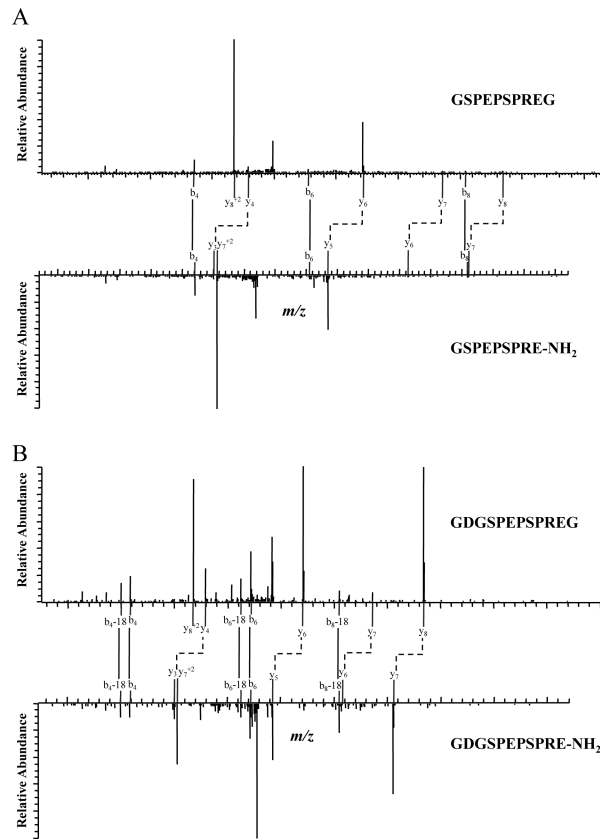 A
Relative Abundance
GSPEPSPREG
b4 y8+2 y4 b6 y6 y7 b8 y8
b4 y3 y7+2 b6 y5 y6 b8 y7
m/z
Relative Abundance
GSPEPSPRE-NH2
B
Relative Abundance
GDGSPEPSPREG
b4-18 b4 y8+2 y4 b6-18 b6 y6 b8-18 y7 y8
b4-18 b4 y3 y7+2 b6-18 b6 y5 b8-18 y6 y7
m/z
Relative Abundance
GDGSPEPSPRE-NH2